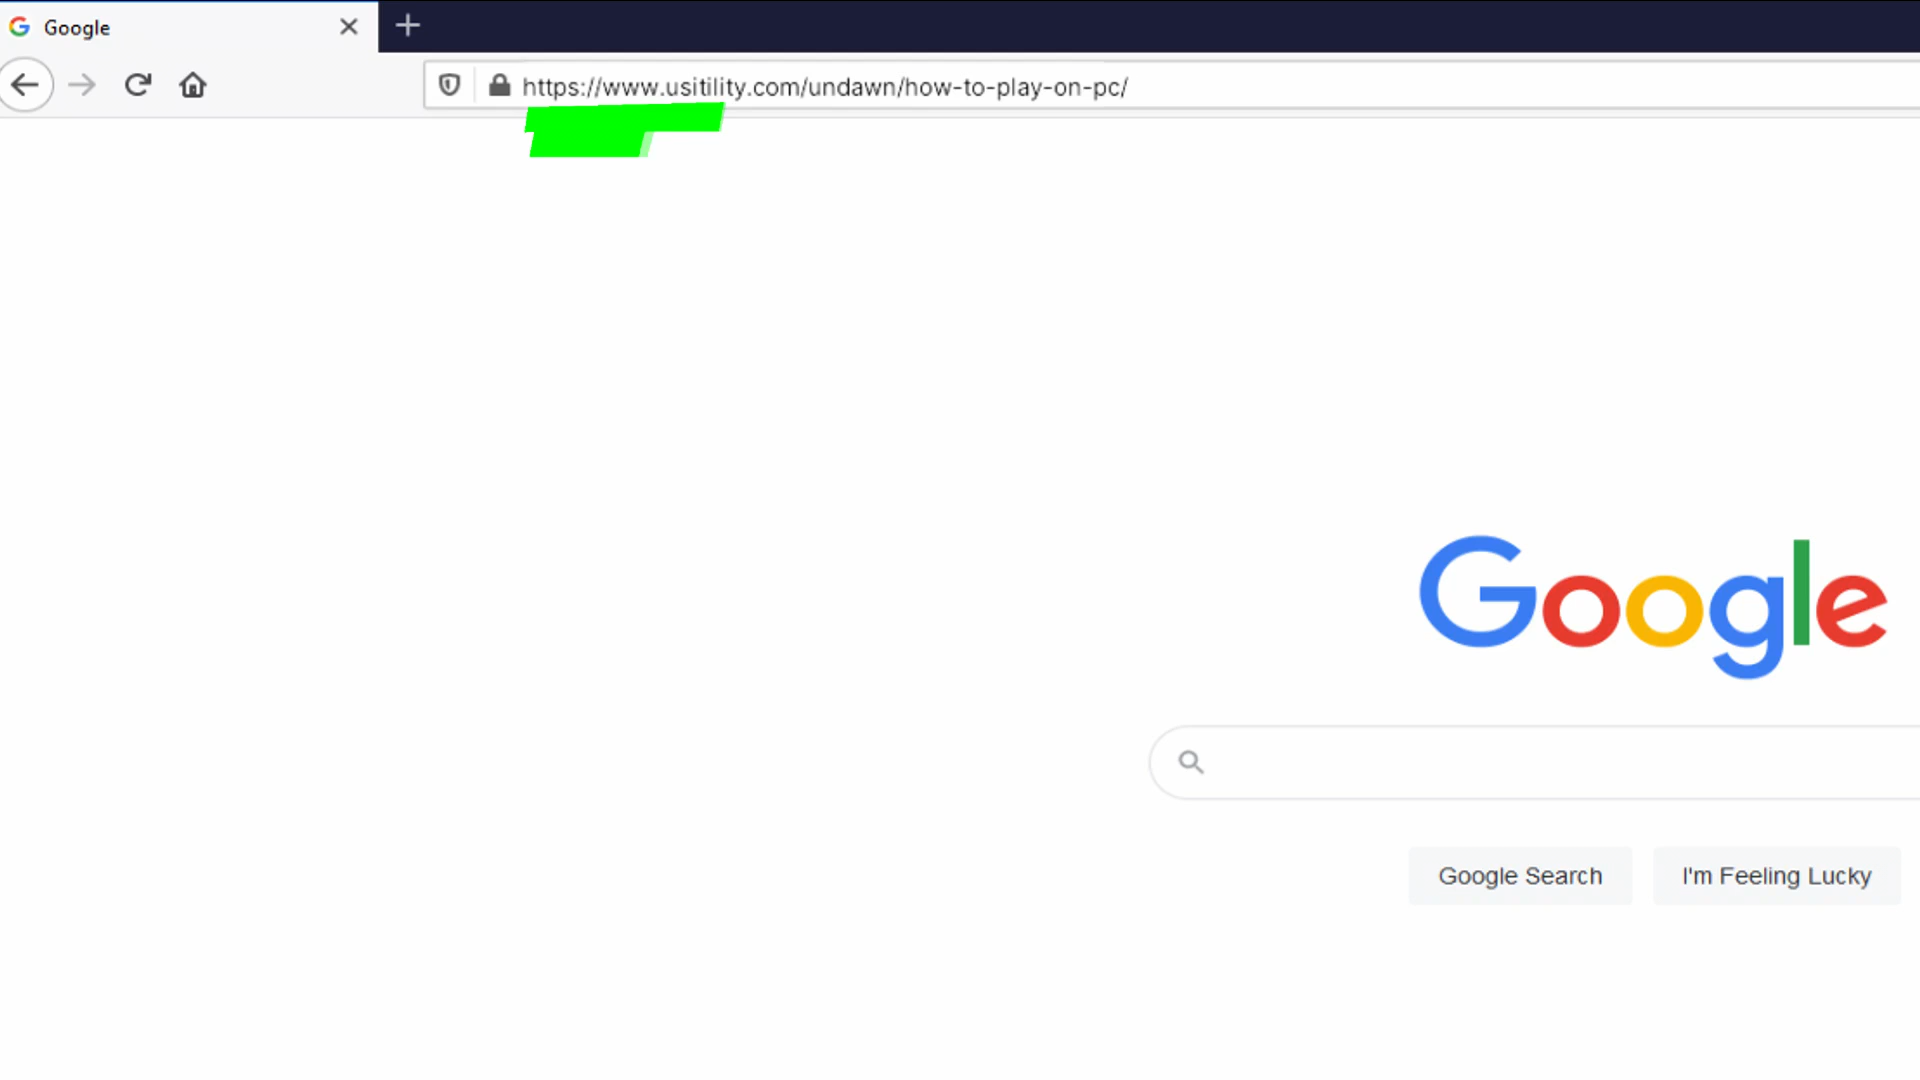 Google
https://www.usitility.com/undawn/how-to-play-on-pc/
Google
Google Search
I'm Feeling Lucky